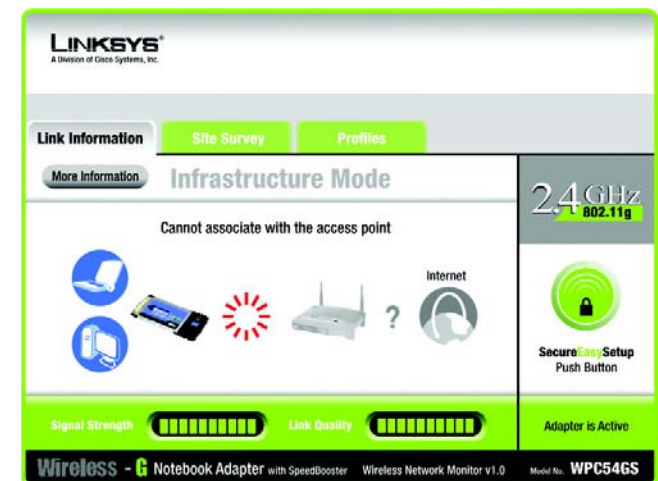 LINKSYS®
A Division of Cisco Systems, Inc.
Link Information
Site Survey
Profiles
More Information
Infrastructure Mode
2.4 GHz
802.11g
Cannot associate with the access point
Internet
?
SecureEasySetup
Push Button
Signal Strength
Link Quality
Adapter is Active
Wireless - G Notebook Adapter with SpeedBooster Wireless Network Monitor v1.0 Model No. WPC54GS